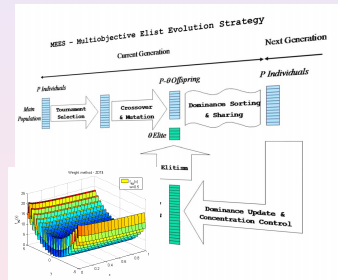 MEES - Multiobjective Elist Evolution Strategy
Current Generation
Next Generation
P Individuals
P-θ Offspring
P Individuals
Main
Population
Tournament
Selection
Crossover
& Mutation
Dominance Sorting
& Sharing
θ Elite
Elitism
Dominance Update &
Concentration Control
Weight method - ZDT4